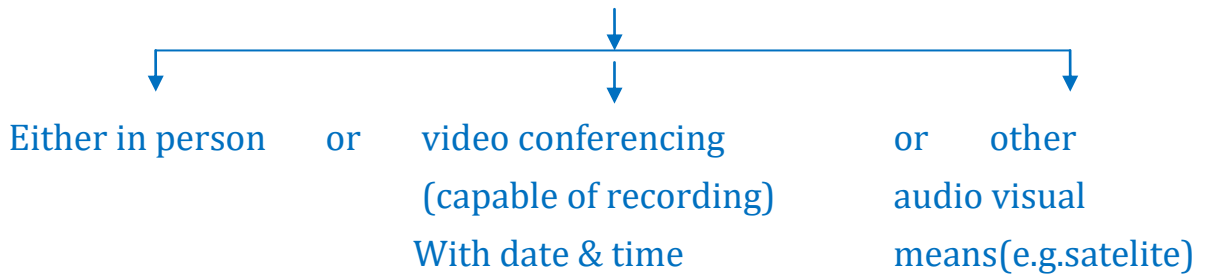 Either in person or video conferencing or other
(capable of recording) audio visual
With date & time means(e.g.satelite)